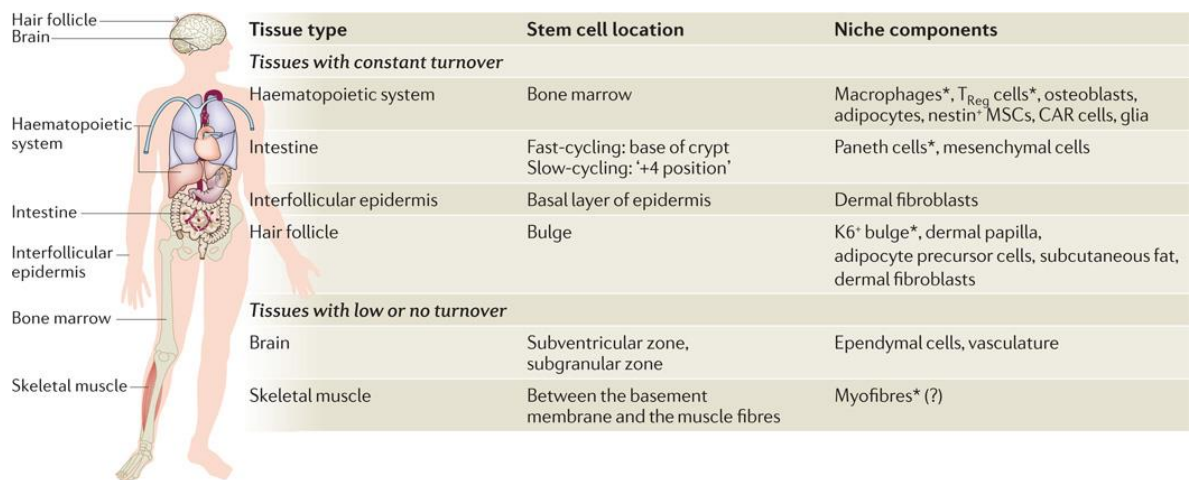 Hair follicle
Brain
Haematopoietic
system
Intestine
Interfollicular
epidermis
Bone marrow
Skeletal muscle
Tissue type Stem cell location Niche components
Tissues with constant turnover
Haematopoietic system Bone marrow Macrophages*, TReg cells*, osteoblasts,
adipocytes, nestin+ MSCs, CAR cells, glia
Intestine Fast-cycling: base of crypt Paneth cells*, mesenchymal cells
Slow-cycling: ‘+4 position’
Interfollicular epidermis Basal layer of epidermis Dermal fibroblasts
Hair follicle Bulge K6+ bulge*, dermal papilla,
adipocyte precursor cells, subcutaneous fat,
dermal fibroblasts
Tissues with low or no turnover
Brain Subventricular zone, Ependymal cells, vasculature
subgranular zone
Skeletal muscle Between the basement Myofibres* (?)
membrane and the muscle fibres